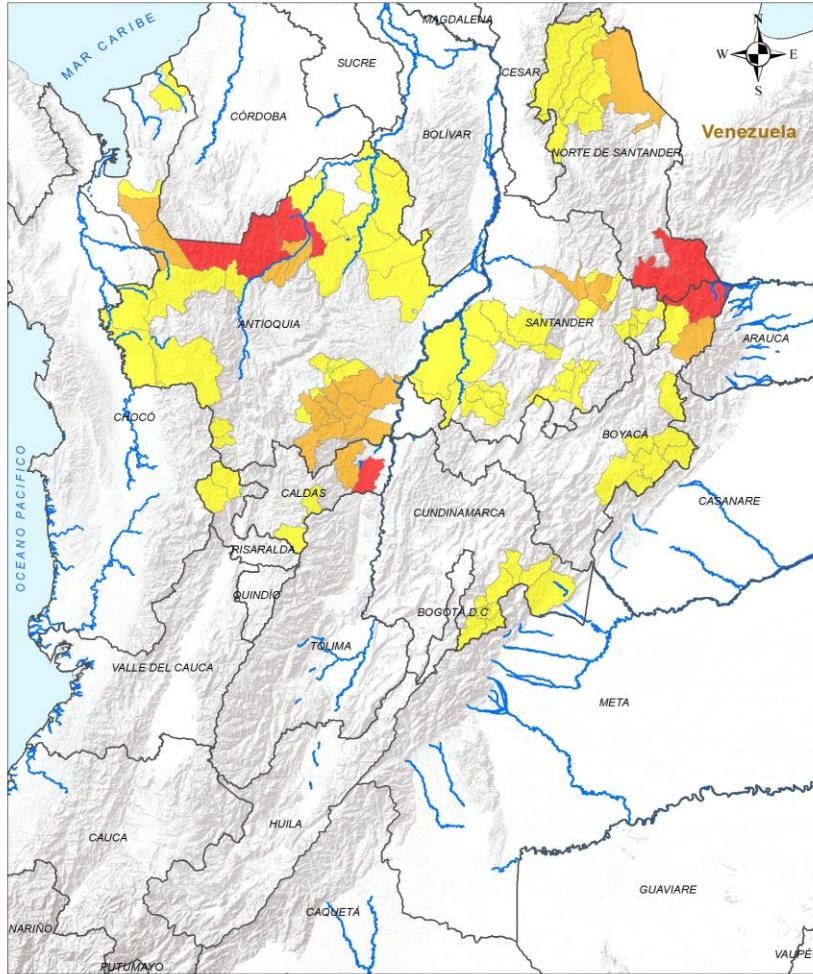 MAGDALENA
MAR CARIBE
SUCRE
CESAR
N
W E
S
CÓRDOBA
BOLÍVAR
Venezuela
NORTE DE SANTANDER
ANTIOQUIA
SANTANDER
ARAUCA
CHOCÓ
BOYACÁ
OCEANO PACIFICO
CALDAS
CUNDINAMARCA
CASANARE
RISARALDA
QUINDÍO
BOGOTÁ D.C
TOLIMA
VALLE DEL CAUCA
META
HUILA
CAUCA
GUAVIARE
CAQUETÁ
NARIÑO
PUTUMAYO
VAUPÉ